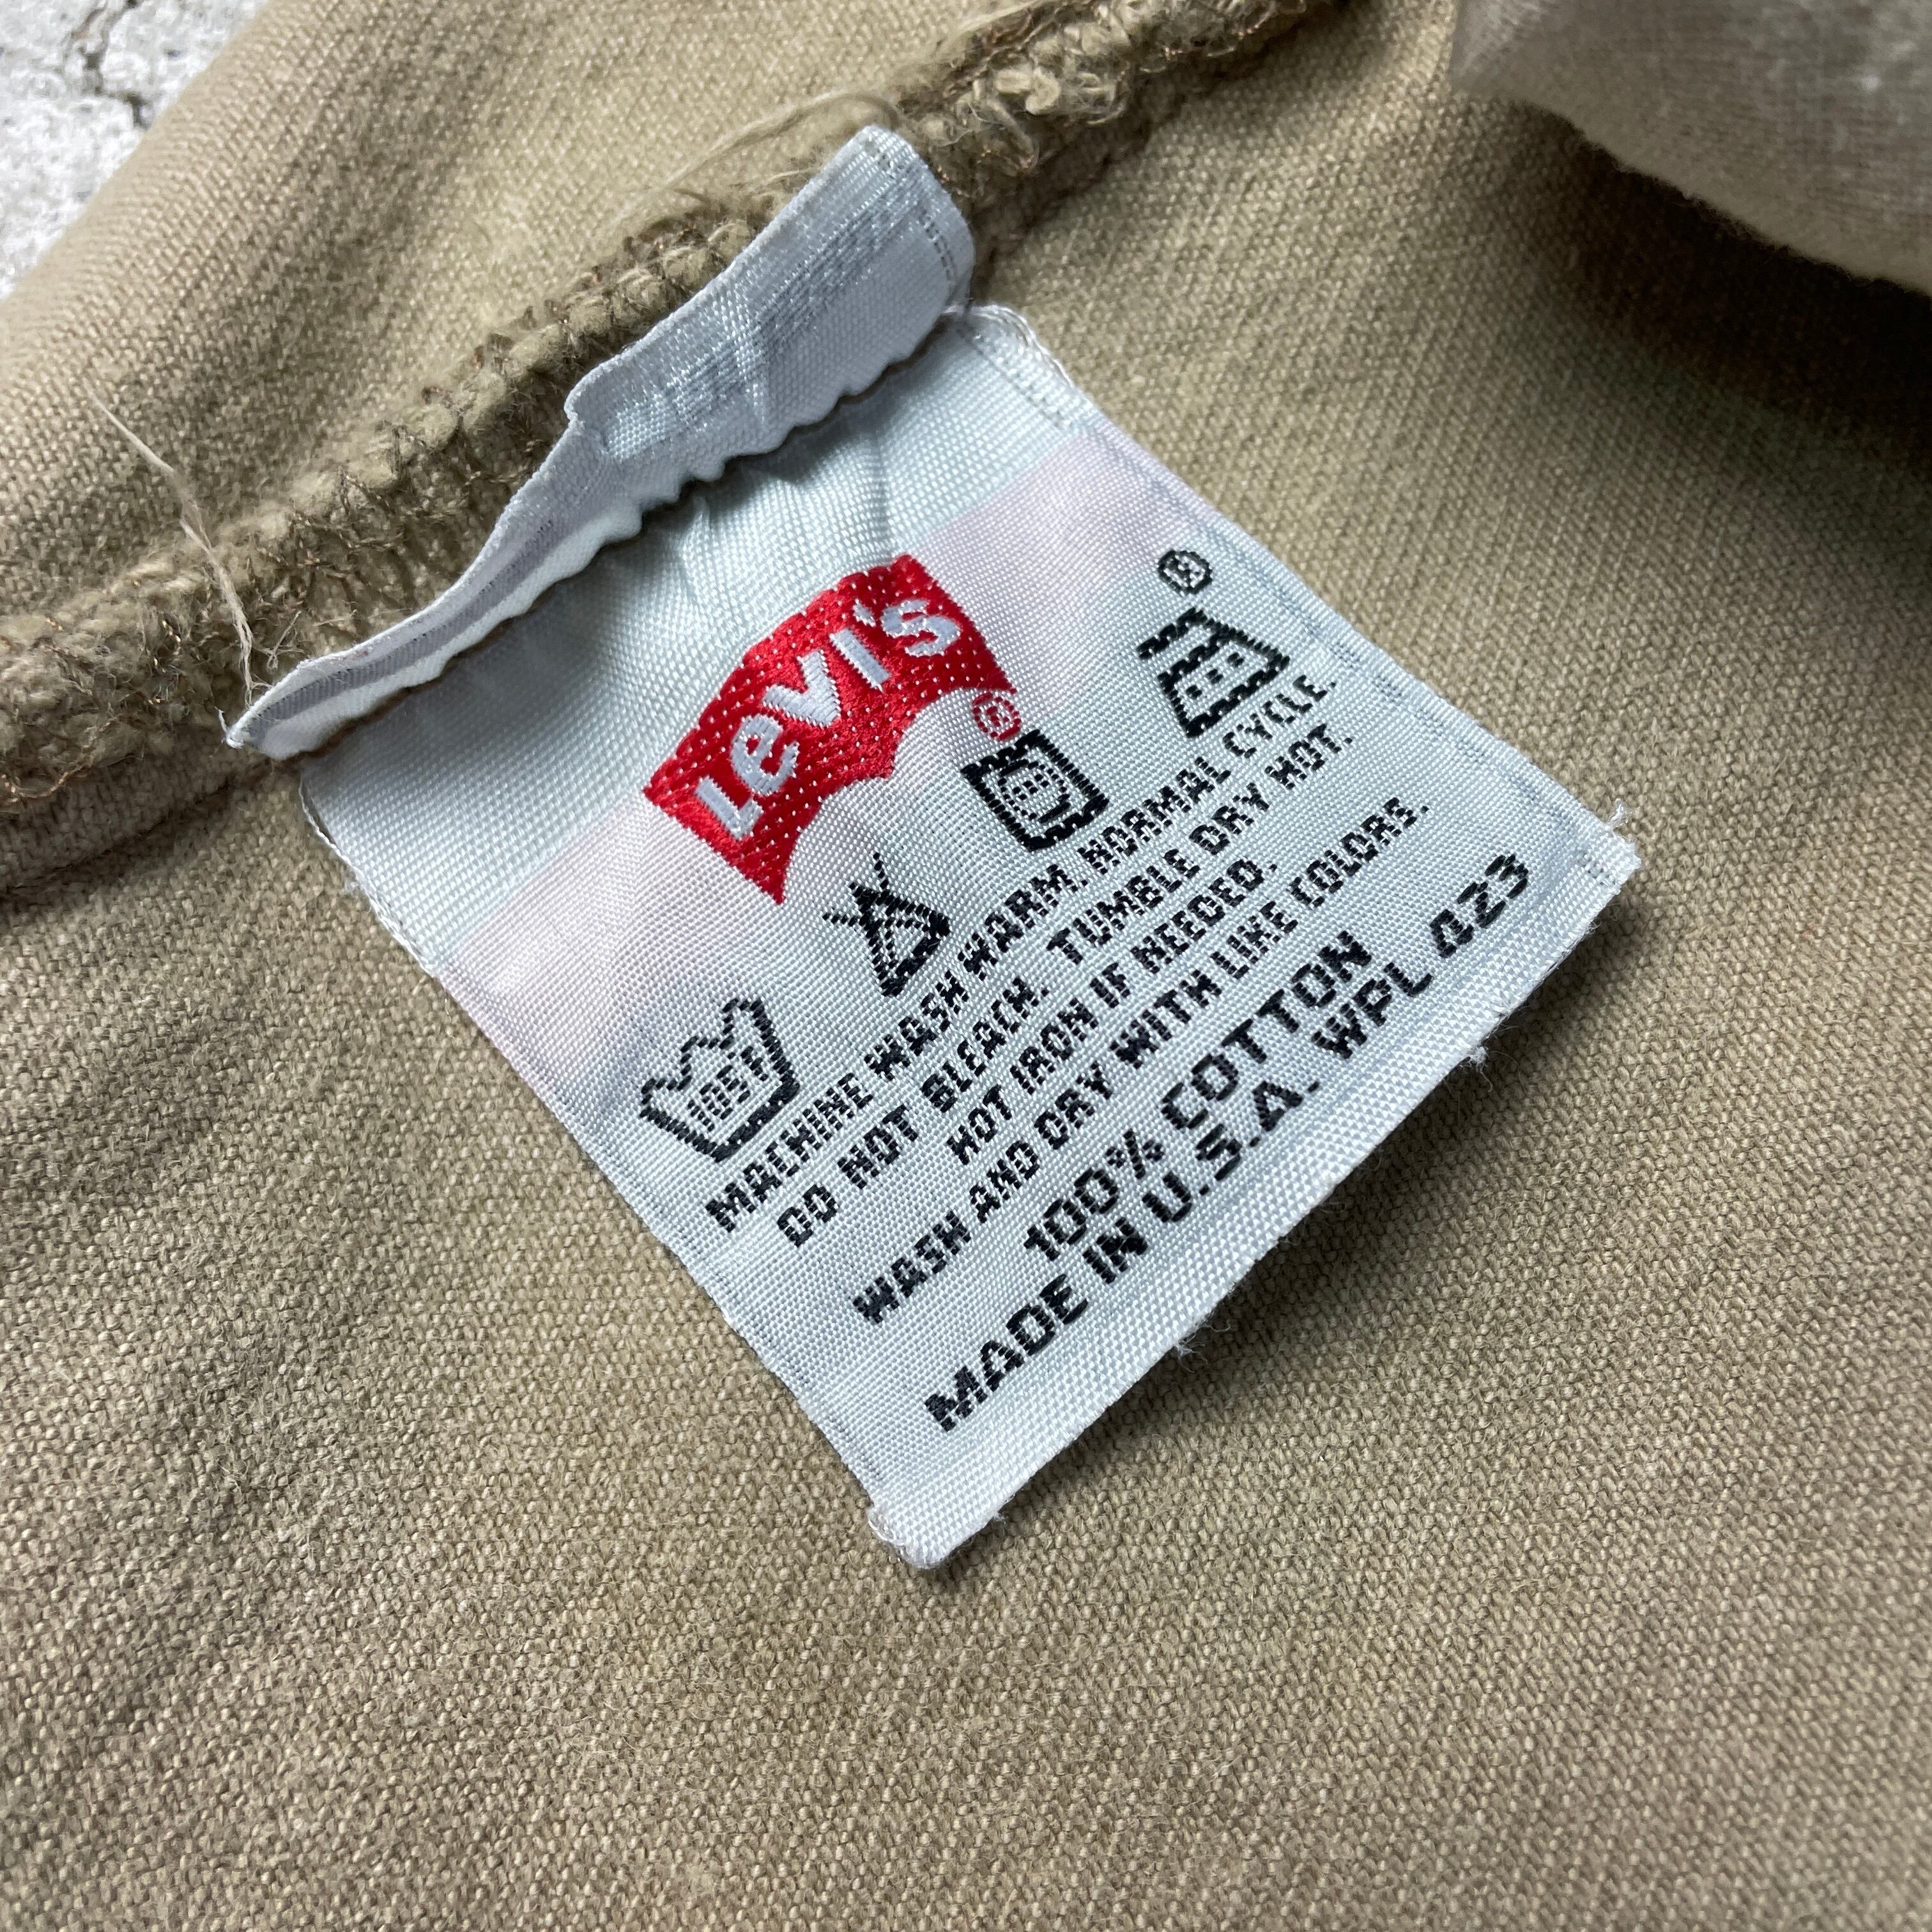 Levi's®
®
105F
MACHINE WASH WARM. NORMAL CYCLE.
DO NOT BLEACH. TUMBLE DRY HOT.
HOT IRON IF NEEDED.
WASH AND DRY WITH LIKE COLORS.
100% COTTON
MADE IN U.S.A. WPL 423